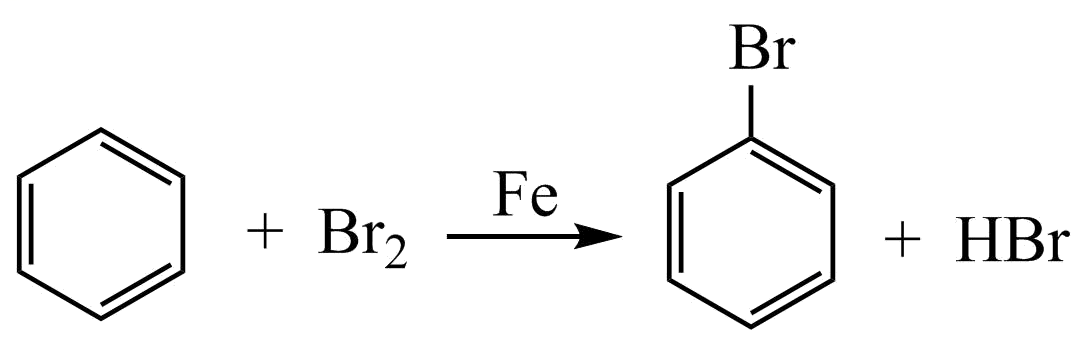 Br
Fe
+ Br₂ + HBr